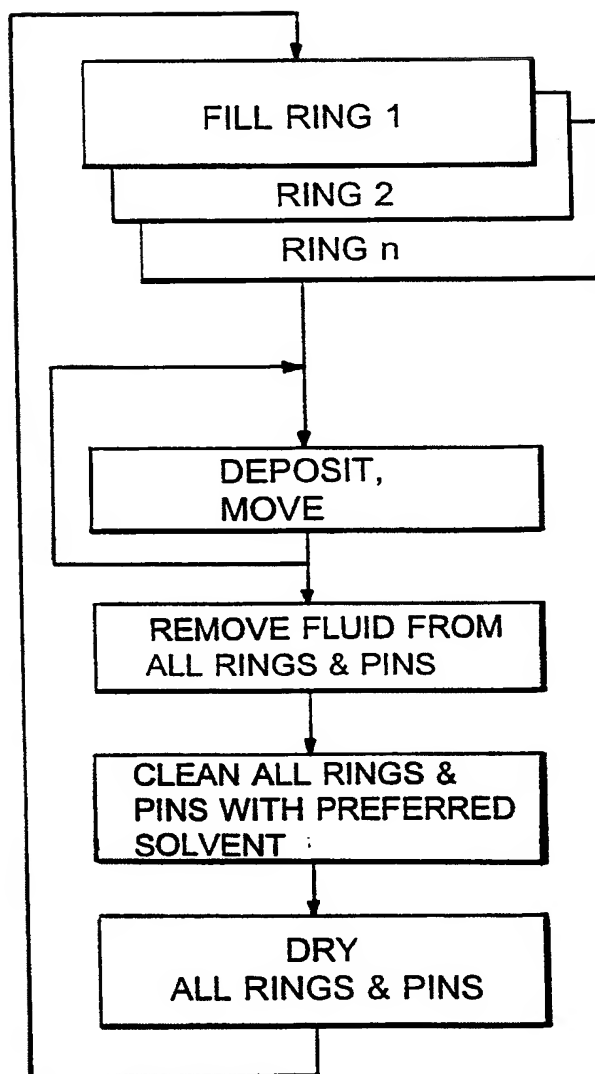 FILL RING 1
RING 2
RING n
DEPOSIT,
MOVE
REMOVE FLUID FROM
ALL RINGS & PINS
CLEAN ALL RINGS &
PINS WITH PREFERRED
SOLVENT
DRY
ALL RINGS & PINS